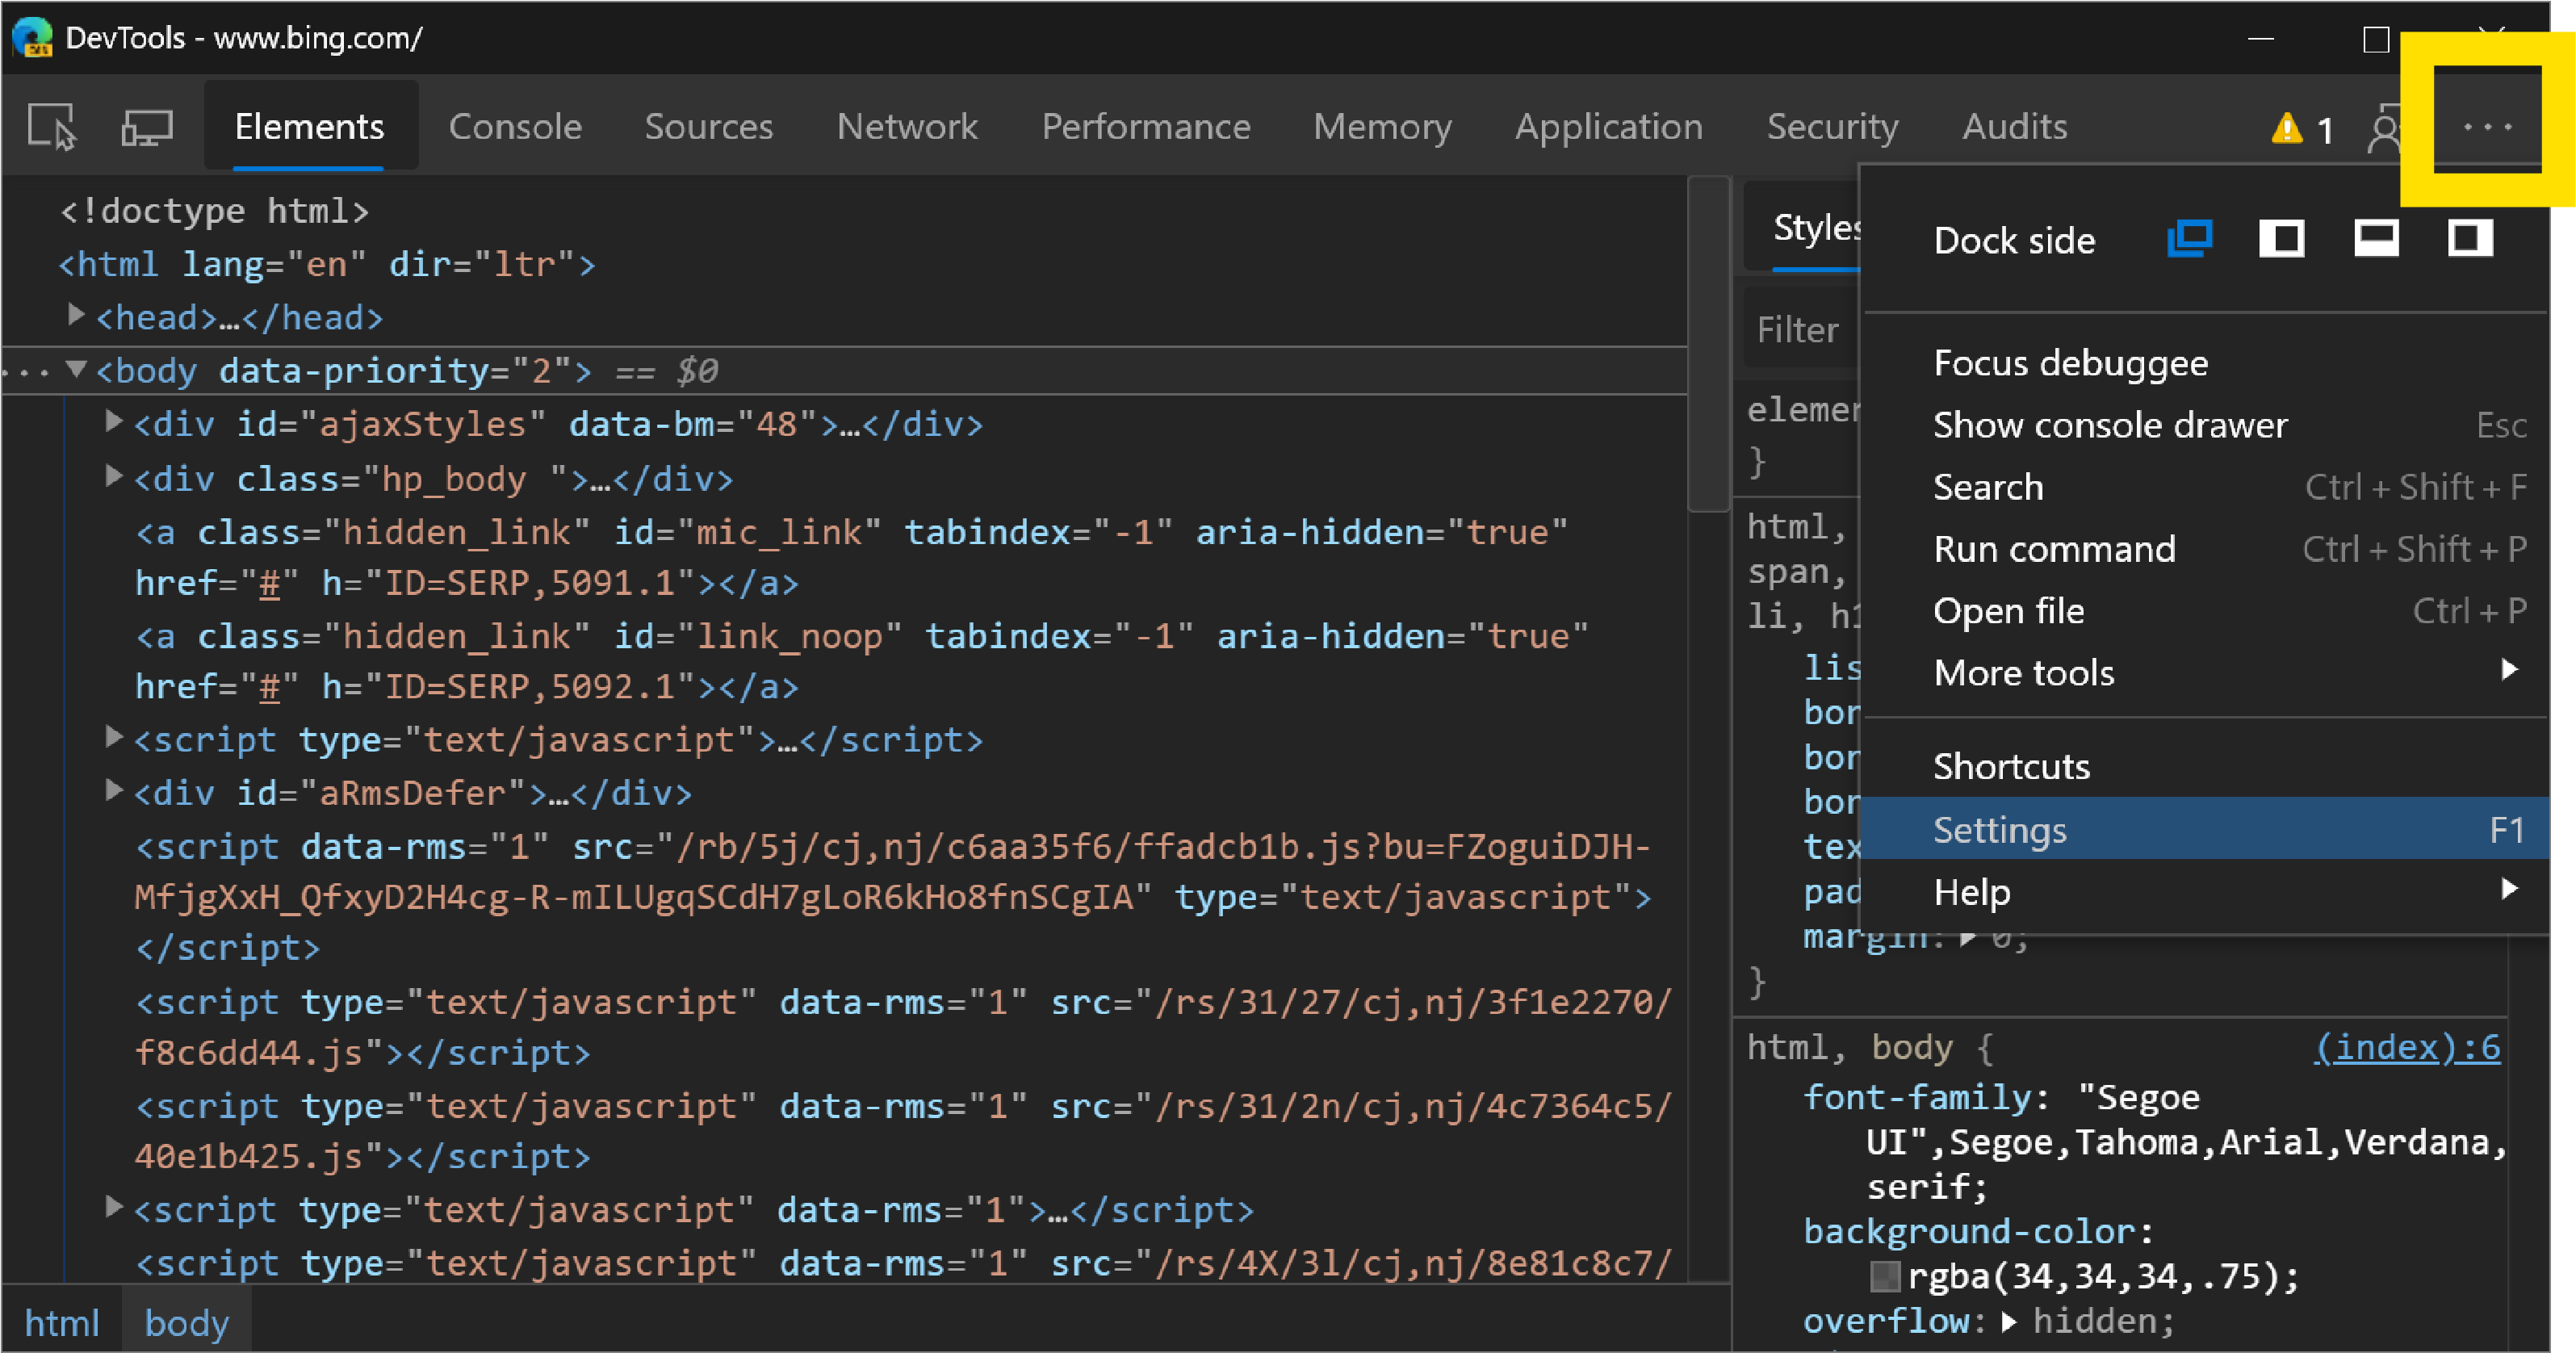 DevTools - www.bing.com/
Elements Console Sources Network Performance Memory Application Security Audits 1 ...
<!doctype html>
<html lang="en" dir="ltr">
<head>…</head>
... <body data-priority="2"> == $0
<div id="ajaxStyles" data-bm="48">…</div>
<div class="hp_body ">…</div>
<a class="hidden_link" id="mic_link" tabindex="-1" aria-hidden="true"
href="#" h="ID=SERP,5091.1"></a>
<a class="hidden_link" id="link_noop" tabindex="-1" aria-hidden="true"
href="#" h="ID=SERP,5092.1"></a>
<script type="text/javascript">…</script>
<div id="aRmsDefer">…</div>
<script data-rms="1" src="/rb/5j/cj,nj/c6aa35f6/ffadcb1b.js?bu=FZoguiDJH-
MfjgXxH_QfxyD2H4cg-R-mILUgqSCdH7gLoR6kHo8fnSCgIA" type="text/javascript">
</script>
<script type="text/javascript" data-rms="1" src="/rs/31/27/cj,nj/3f1e2270/
f8c6dd44.js"></script>
<script type="text/javascript" data-rms="1" src="/rs/31/2n/cj,nj/4c7364c5/
40e1b425.js"></script>
<script type="text/javascript" data-rms="1">…</script>
<script type="text/javascript" data-rms="1" src="/rs/4X/3l/cj,nj/8e81c8c7/
html body
Styles
Filter
elemen
}
html,
span,
li, h1
lis
bor
bor
bor
tex
pad
margin: 0;
}
html, body { (index):6
font-family: "Segoe
UI",Segoe,Tahoma,Arial,Verdana,
serif;
background-color:
rgba(34,34,34,.75);
overflow: hidden;
Dock side
Focus debuggee
Show console drawer Esc
Search Ctrl + Shift + F
Run command Ctrl + Shift + P
Open file Ctrl + P
More tools
Shortcuts
Settings F1
Help